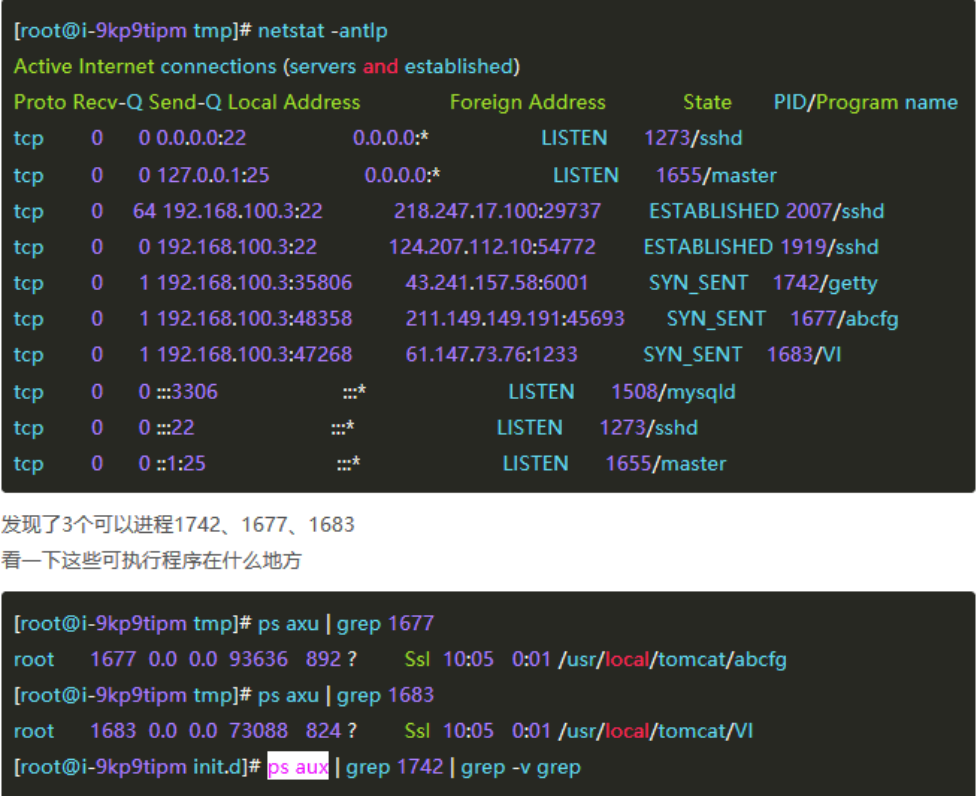 [root@i-9kp9tipm tmp]# netstat -antlp
Active Internet connections (servers and established)
Proto Recv-Q Send-Q Local Address Foreign Address State PID/Program name
tcp 0 0 0.0.0.0:22 0.0.0.0:* LISTEN 1273/sshd
tcp 0 0 127.0.0.1:25 0.0.0.0:* LISTEN 1655/master
tcp 0 64 192.168.100.3:22 218.247.17.100:29737 ESTABLISHED 2007/sshd
tcp 0 0 192.168.100.3:22 124.207.112.10:54772 ESTABLISHED 1919/sshd
tcp 0 1 192.168.100.3:35806 43.241.157.58:6001 SYN_SENT 1742/getty
tcp 0 1 192.168.100.3:48358 211.149.149.191:45693 SYN_SENT 1677/abcfg
tcp 0 1 192.168.100.3:47268 61.147.73.76:1233 SYN_SENT 1683/VI
tcp 0 0 :::3306 :::* LISTEN 1508/mysqld
tcp 0 0 :::22 :::* LISTEN 1273/sshd
tcp 0 0 ::1:25 :::* LISTEN 1655/master
发现了3个可以进程1742、1677、1683
看一下这些可执行程序在什么地方
[root@i-9kp9tipm tmp]# ps axu | grep 1677
root 1677 0.0 0.0 93636 892 ? Ssl 10:05 0:01 /usr/local/tomcat/abcfg
[root@i-9kp9tipm tmp]# ps axu | grep 1683
root 1683 0.0 0.0 73088 824 ? Ssl 10:05 0:01 /usr/local/tomcat/VI
[root@i-9kp9tipm init.d]# ps aux | grep 1742 | grep -v grep